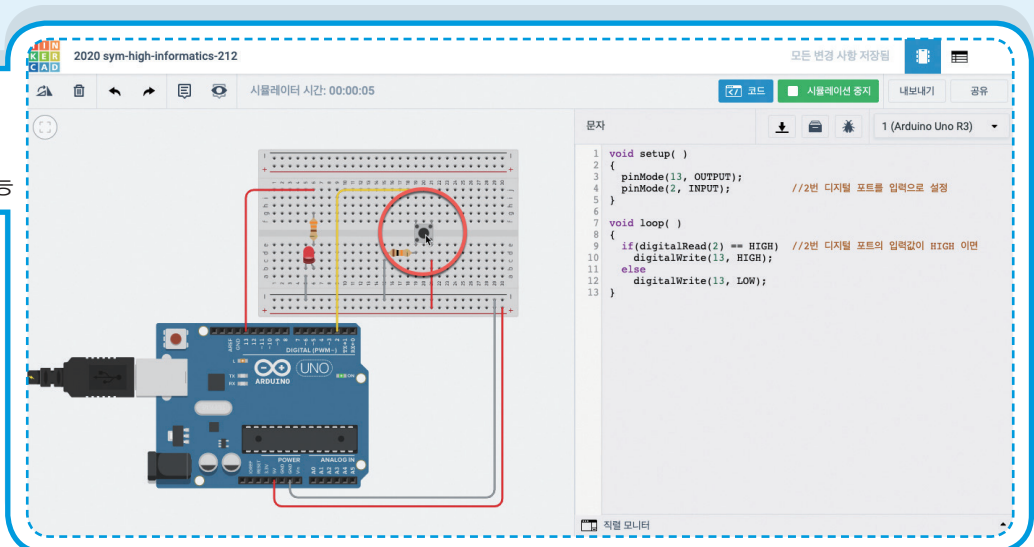 TIN
KER
CAD
2020 sym-high-informatics-212
모든 변경 사항 저장됨
시뮬레이터 시간: 00:00:05
코드
시뮬레이션 중지
내보내기
공유
능
문자
1 (Arduino Uno R3)
1 void setup( )
2 {
3 pinMode(13, OUTPUT);
4 pinMode(2, INPUT); //2번 디지털 포트를 입력으로 설정
5 }
6
7 void loop( )
8 {
9 if(digitalRead(2) == HIGH) //2번 디지털 포트의 입력값이 HIGH 이면
10 digitalWrite(13, HIGH);
11 else
12 digitalWrite(13, LOW);
13 }
DIGITAL (PWM~)
L
TX
RX
UNO
ON
ARDUINO
POWER
ANALOG IN
직렬 모니터